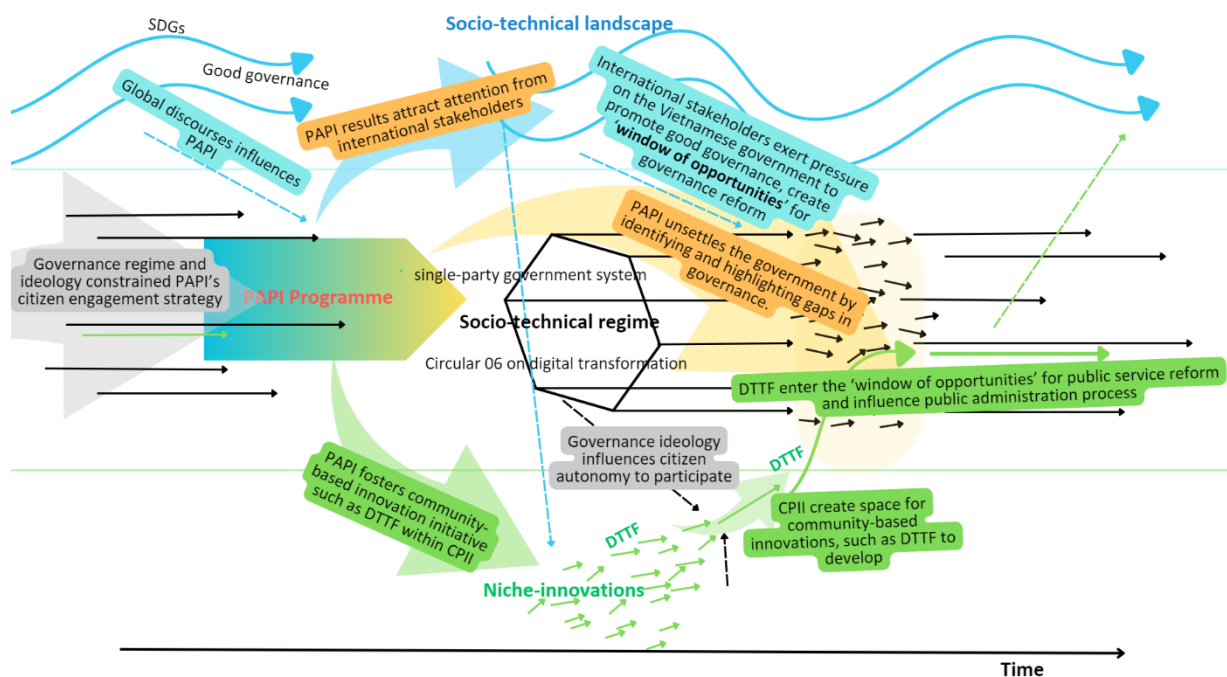 SDGs
Socio-technical landscape
Good governance
Global discourses influences
PAPI
PAPI results attract attention from
international stakeholders
International stakeholders exert pressure
on the Vietnamese government to
promote good governance, create
‘window of opportunities’ for
governance reform
Governance regime and
ideology constrained PAPI’s
citizen engagement strategy
PAPI Programme
single-party government system
Socio-technical regime
Circular 06 on digital transformation
PAPI unsettles the government by
identifying and highlighting gaps in
governance.
DTTF enter the ‘window of opportunities’ for public service reform
and influence public administration process
Governance ideology
influences citizen
autonomy to participate
DTTF
PAPI fosters community-
based innovation initiative
such as DTTF within CPII
DTTF
CPII create space for
community-based
innovations, such as DTTF to
develop
Niche-innovations
Time